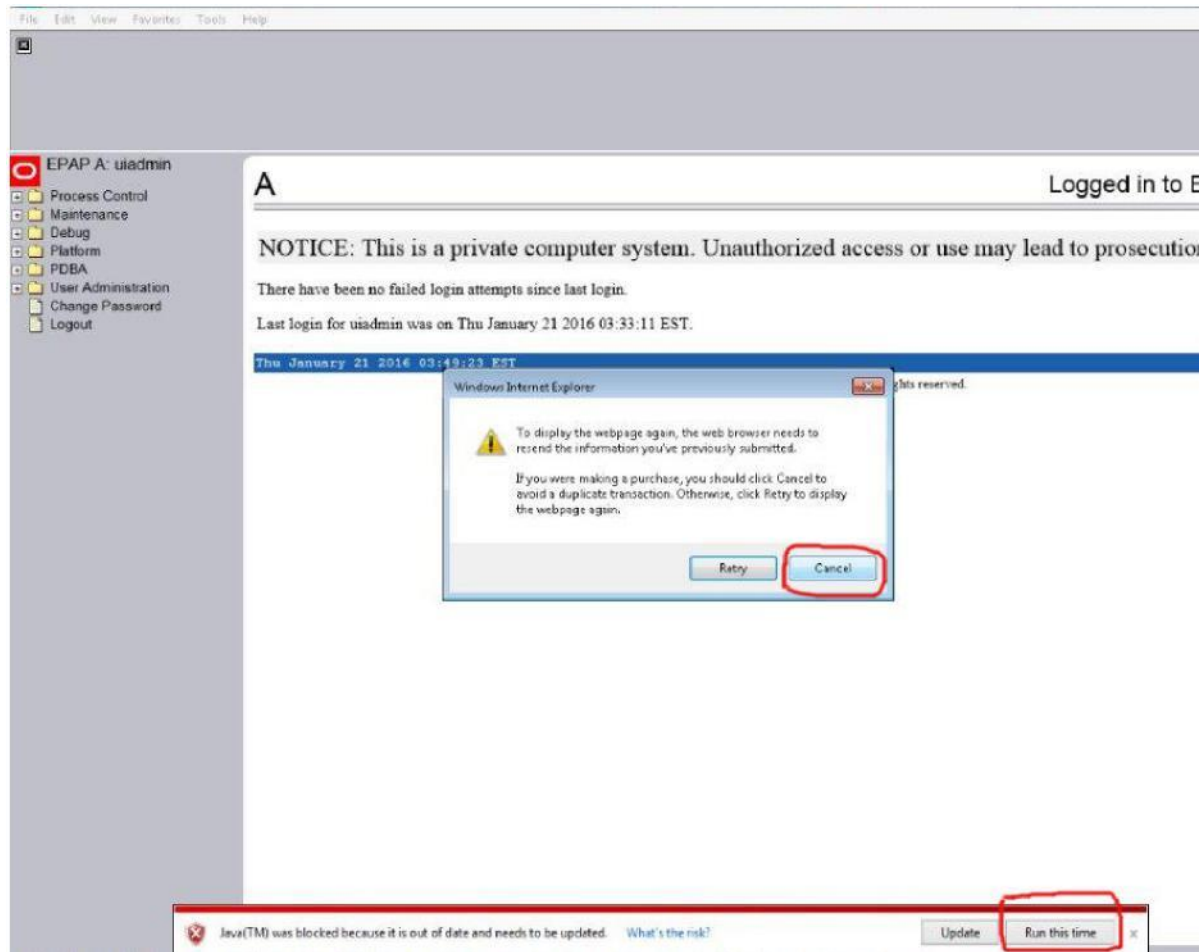 File Edit View Favorites Tools Help
EPAP A: uiadmin
Process Control
Maintenance
Debug
Platform
PDBA
User Administration
Change Password
Logout
A
Logged in to E
NOTICE: This is a private computer system. Unauthorized access or use may lead to prosecution
There have been no failed login attempts since last login.
Last login for uiadmin was on Thu January 21 2016 03:33:11 EST.
Thu January 21 2016 03:49:23 EST
ghts reserved.
Windows Internet Explorer
To display the webpage again, the web browser needs to
resend the information you've previously submitted.
If you were making a purchase, you should click Cancel to
avoid a duplicate transaction. Otherwise, click Retry to display
the webpage again.
Retry Cancel
Java(TM) was blocked because it is out of date and needs to be updated. What's the risk? Update Run this time x